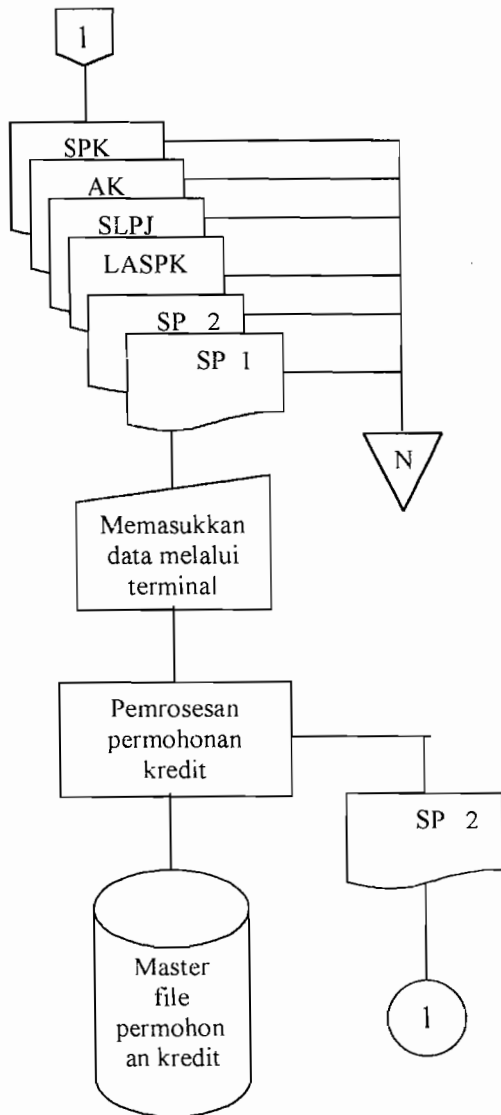 1
SPK
AK
SLPJ
LASPK
SP 2
SP 1
N
Memasukkan
data melalui
terminal
Pemrosesan
permohonan
kredit
SP 2
Master
file
permohon
an kredit
1